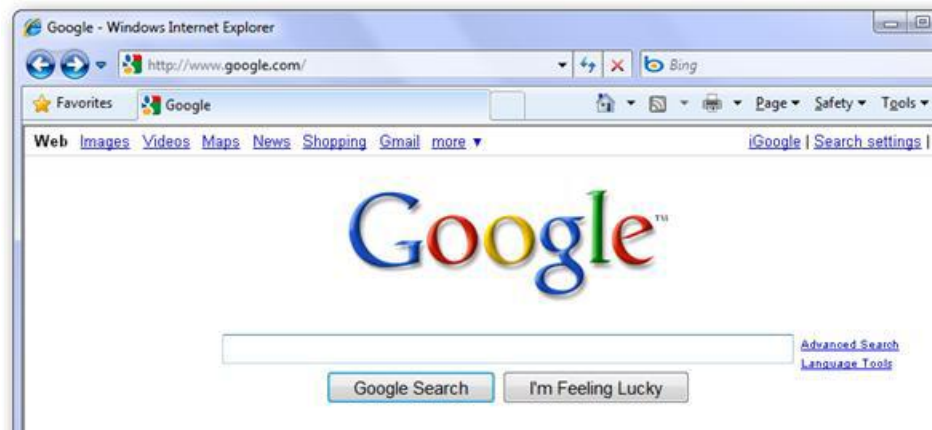 Google - Windows Internet Explorer
http://www.google.com/ Bing
Favorites Google Page Safety Tools
Web Images Videos Maps News Shopping Gmail more iGoogle | Search settings |
Google™
Advanced Search
Language Tools
Google Search I'm Feeling Lucky